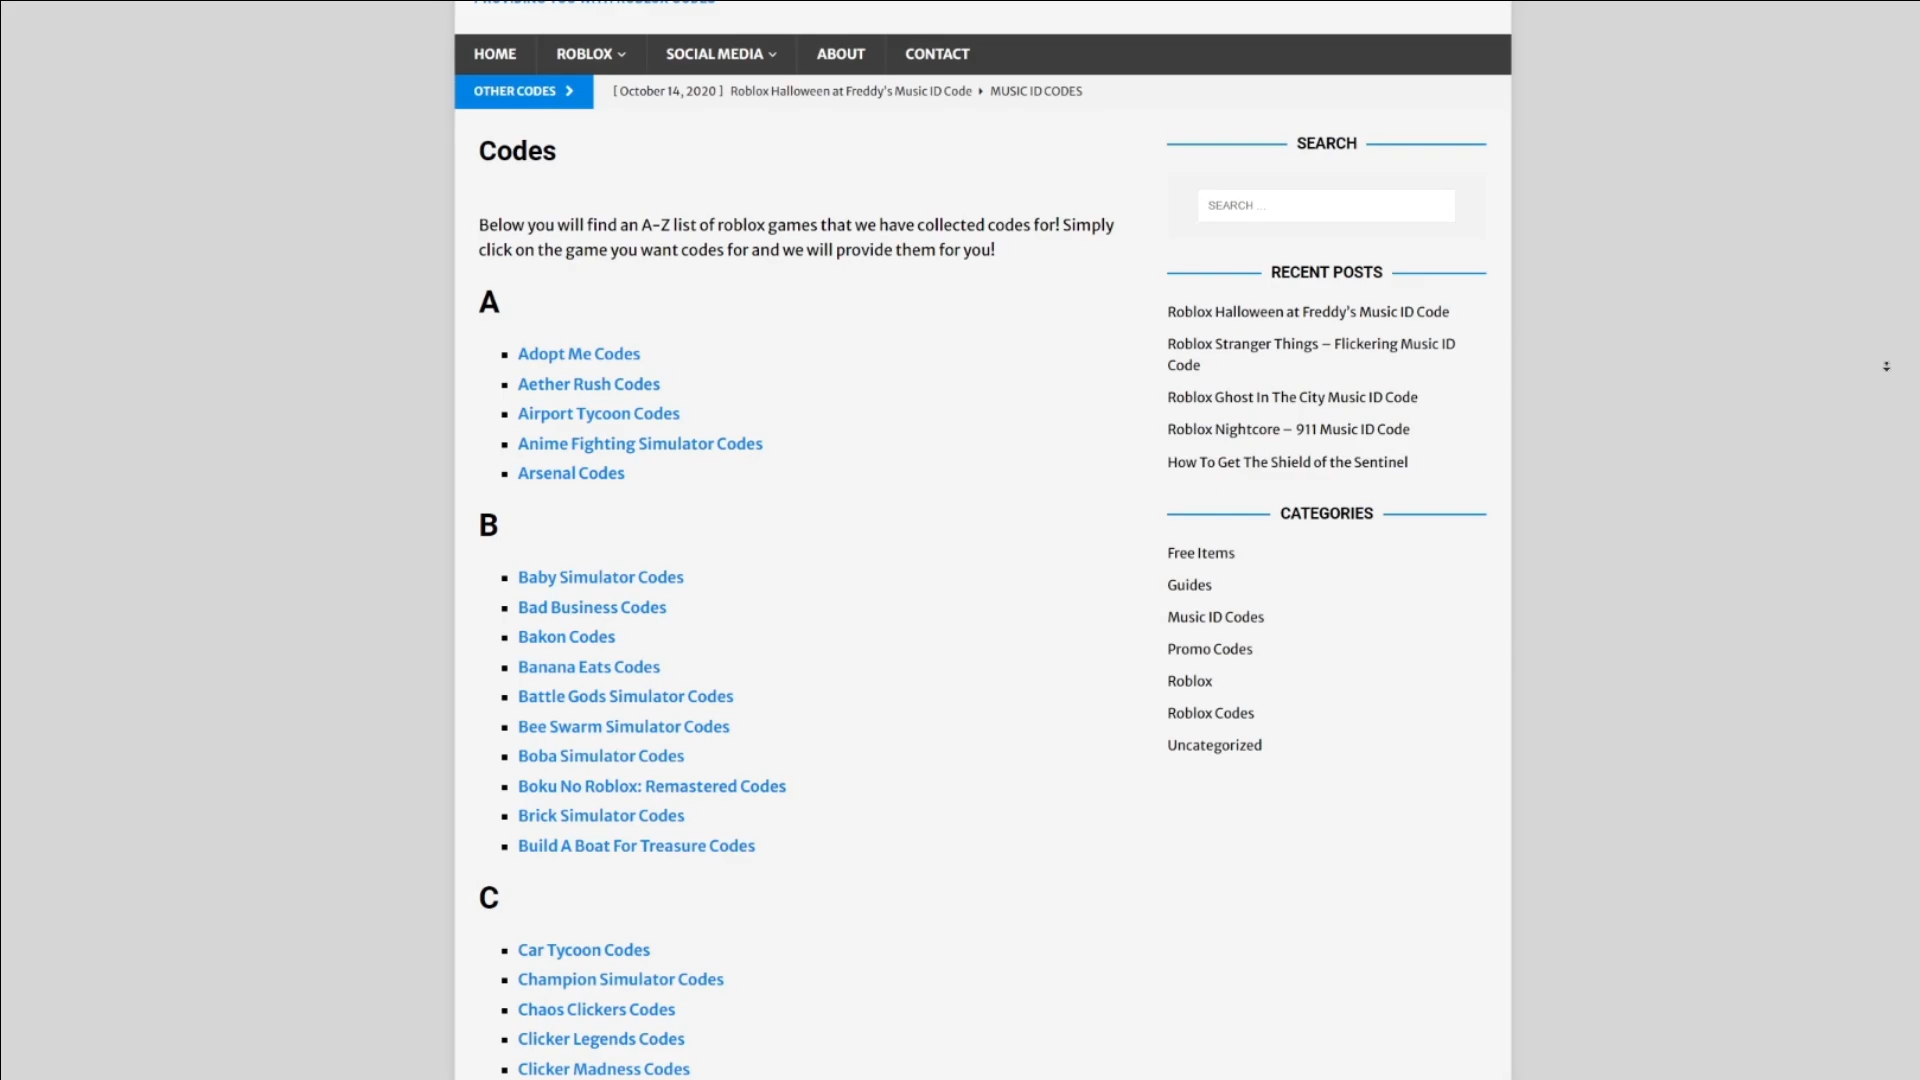 PROVIDING YOU WITH ROBLOX CODES
HOME ROBLOX SOCIAL MEDIA ABOUT CONTACT
OTHER CODES [ October 14, 2020 ] Roblox Halloween at Freddy's Music ID Code MUSIC ID CODES
Codes
Below you will find an A-Z list of roblox games that we have collected codes for! Simply
click on the game you want codes for and we will provide them for you!
A
Adopt Me Codes
Aether Rush Codes
Airport Tycoon Codes
Anime Fighting Simulator Codes
Arsenal Codes
B
Baby Simulator Codes
Bad Business Codes
Bakon Codes
Banana Eats Codes
Battle Gods Simulator Codes
Bee Swarm Simulator Codes
Boba Simulator Codes
Boku No Roblox: Remastered Codes
Brick Simulator Codes
Build A Boat For Treasure Codes
C
Car Tycoon Codes
Champion Simulator Codes
Chaos Clickers Codes
Clicker Legends Codes
Clicker Madness Codes
SEARCH
SEARCH ...
RECENT POSTS
Roblox Halloween at Freddy's Music ID Code
Roblox Stranger Things – Flickering Music ID
Code
Roblox Ghost In The City Music ID Code
Roblox Nightcore – 911 Music ID Code
How To Get The Shield of the Sentinel
CATEGORIES
Free Items
Guides
Music ID Codes
Promo Codes
Roblox
Roblox Codes
Uncategorized